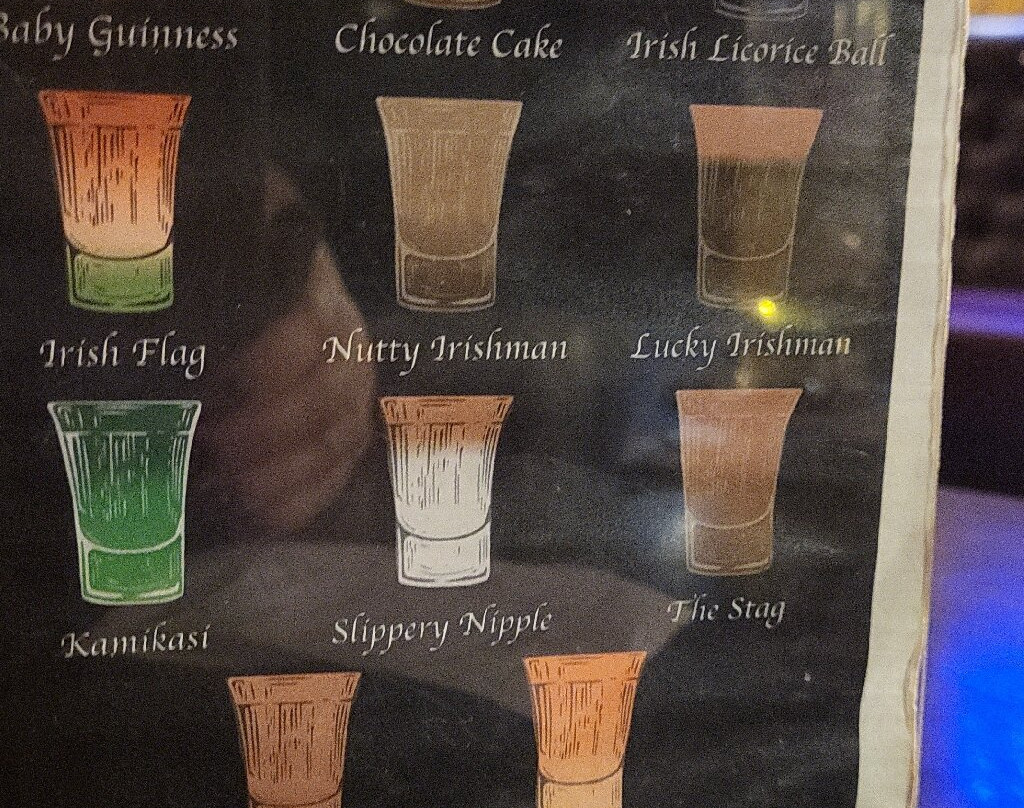 Baby Guinness
Chocolate Cake
Irish Licorice Ball
Irish Flag
Nutty Irishman
Lucky Irishman
Kamikasi
Slippery Nipple
The Stag